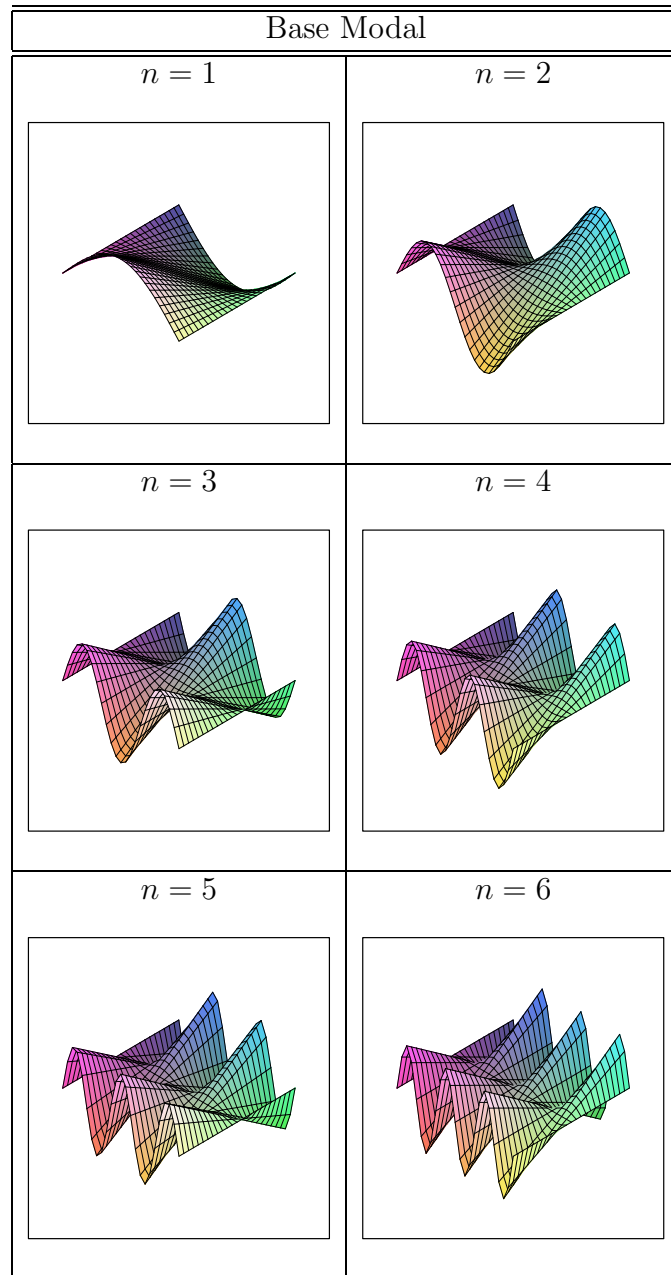 Base Modal
n = 1
n = 2
n = 3
n = 4
n = 5
n = 6